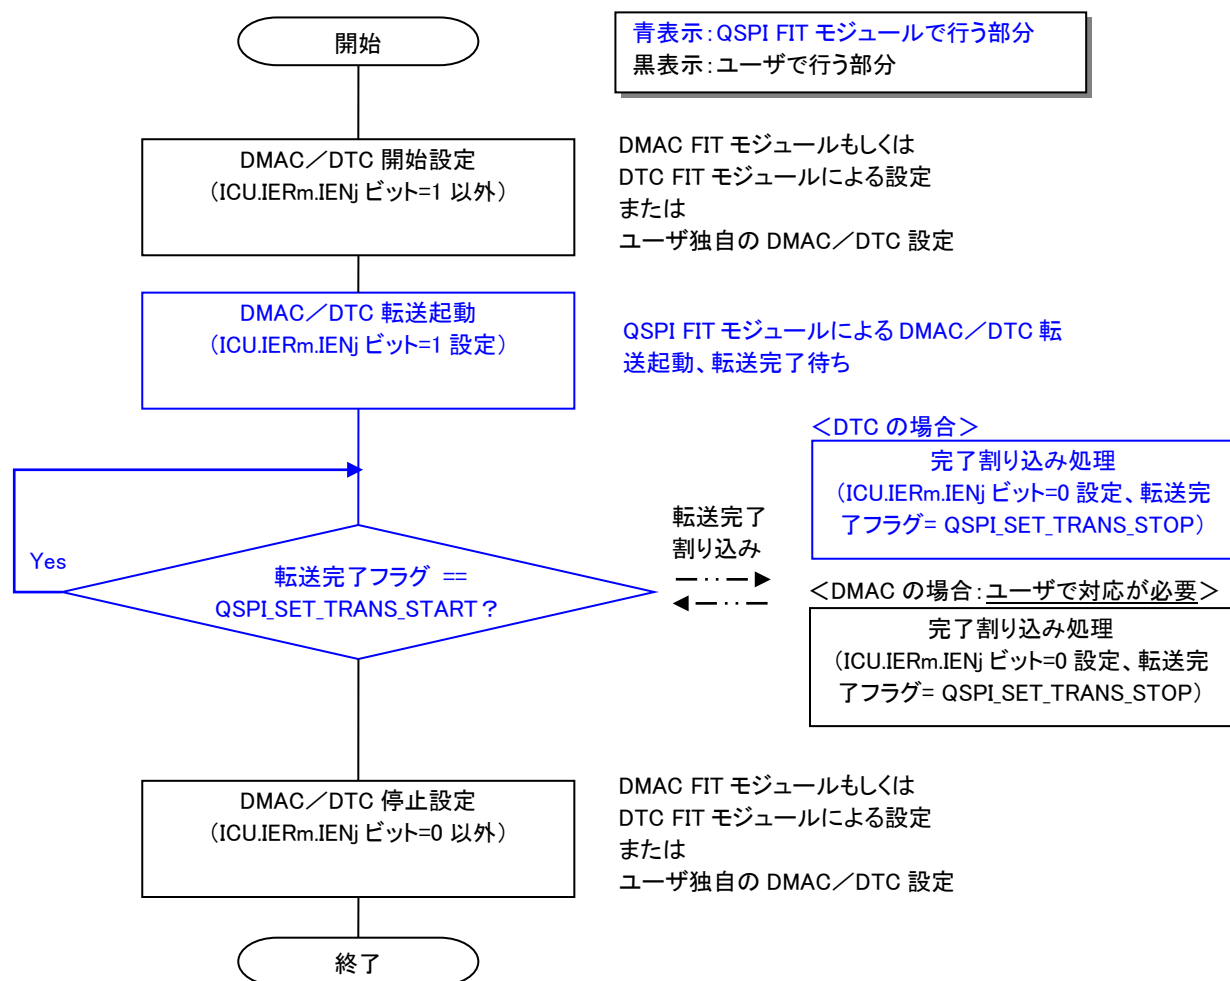 開始
青表示：QSPI FIT モジュールで行う部分
黒表示：ユーザで行う部分
DMAC／DTC 開始設定
（ICU.IERm.IENj ビット=1 以外）
DMAC FIT モジュールもしくは
DTC FIT モジュールによる設定
または
ユーザ独自の DMAC／DTC 設定
DMAC／DTC 転送起動
（ICU.IERm.IENj ビット=1 設定）
QSPI FIT モジュールによる DMAC／DTC 転
送起動、転送完了待ち
＜DTC の場合＞
完了割り込み処理
（ICU.IERm.IENj ビット=0 設定、転送完
了フラグ= QSPI_SET_TRANS_STOP）
転送完了
割り込み
Yes
転送完了フラグ ==
QSPI_SET_TRANS_START？
＜DMAC の場合：ユーザで対応が必要＞
完了割り込み処理
（ICU.IERm.IENj ビット=0 設定、転送完
了フラグ= QSPI_SET_TRANS_STOP）
DMAC／DTC 停止設定
（ICU.IERm.IENj ビット=0 以外）
DMAC FIT モジュールもしくは
DTC FIT モジュールによる設定
または
ユーザ独自の DMAC／DTC 設定
終了